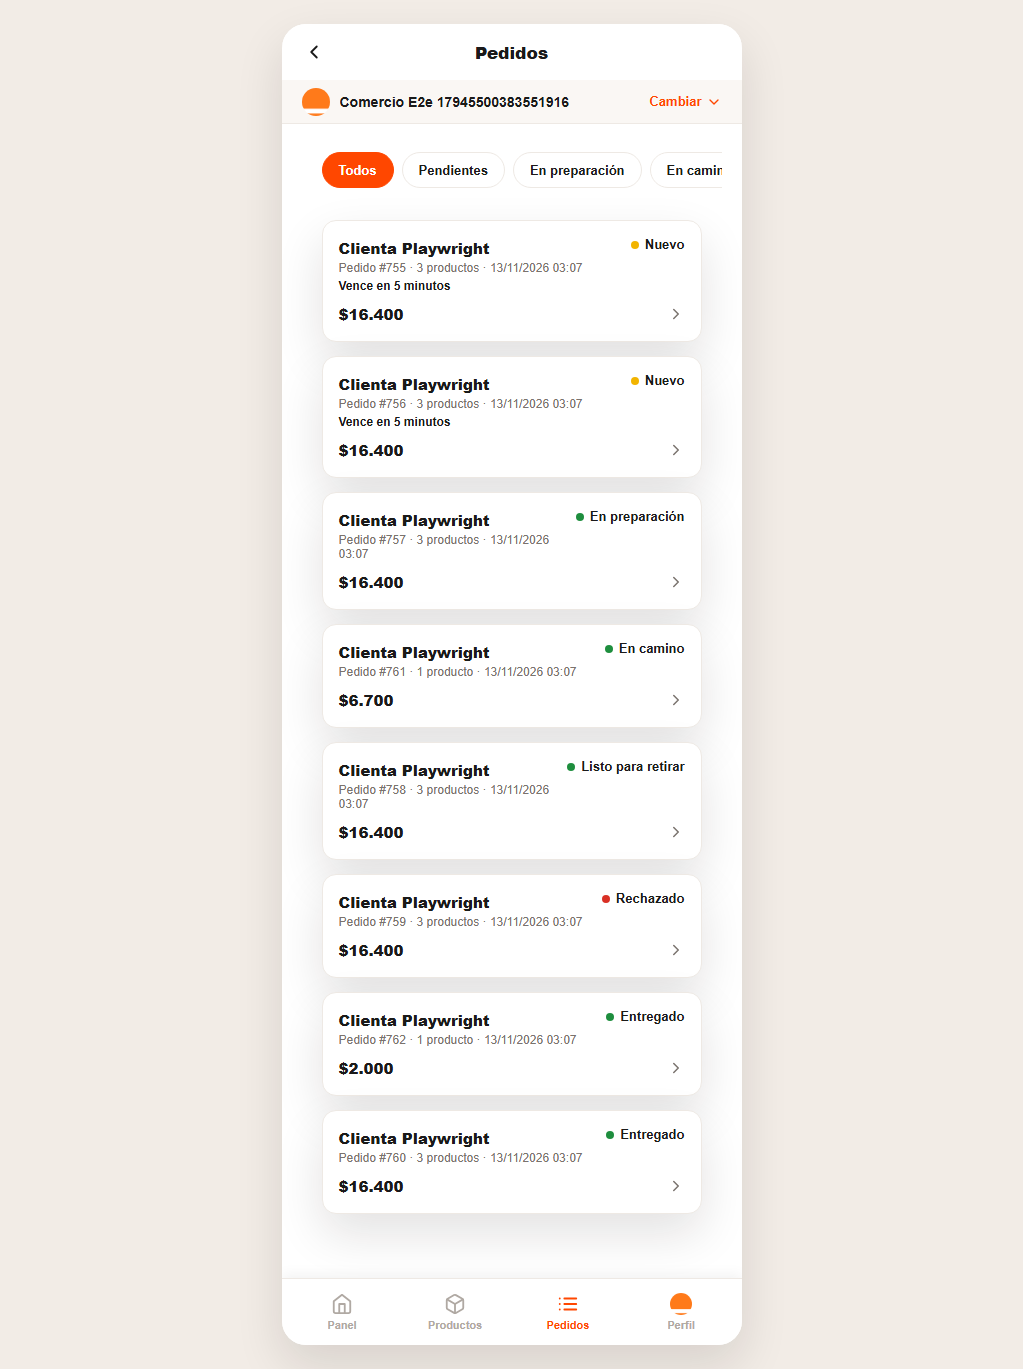 Pedidos
Comercio E2e 17945500383551916
Cambiar
Todos
Pendientes
En preparación
En camin
Clienta Playwright
Nuevo
Pedido #755 · 3 productos · 13/11/2026 03:07
Vence en 5 minutos
$16.400
Clienta Playwright
Nuevo
Pedido #756 · 3 productos · 13/11/2026 03:07
Vence en 5 minutos
$16.400
Clienta Playwright
En preparación
Pedido #757 · 3 productos · 13/11/2026
03:07
$16.400
Clienta Playwright
En camino
Pedido #761 · 1 producto · 13/11/2026 03:07
$6.700
Clienta Playwright
Listo para retirar
Pedido #758 · 3 productos · 13/11/2026
03:07
$16.400
Clienta Playwright
Rechazado
Pedido #759 · 3 productos · 13/11/2026 03:07
$16.400
Clienta Playwright
Entregado
Pedido #762 · 1 producto · 13/11/2026 03:07
$2.000
Clienta Playwright
Entregado
Pedido #760 · 3 productos · 13/11/2026 03:07
$16.400
Panel
Productos
Pedidos
Perfil